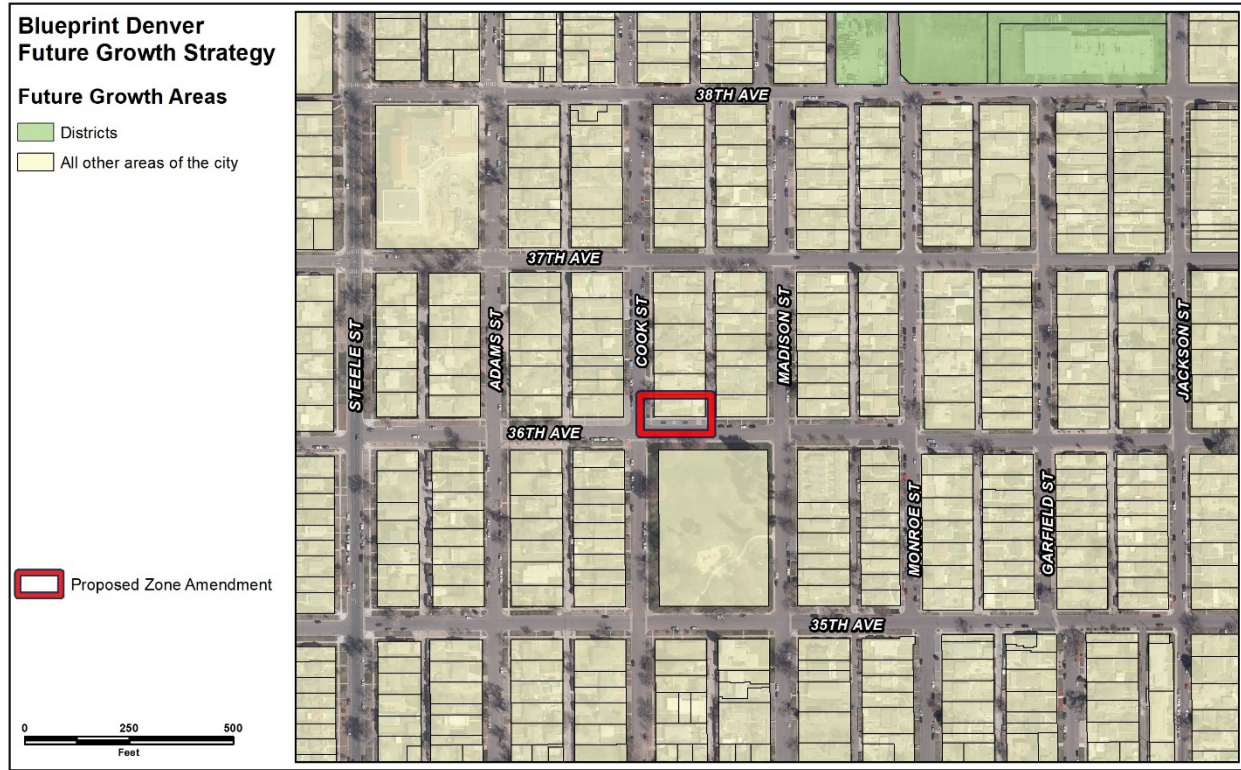 Blueprint Denver
Future Growth Strategy
Future Growth Areas
Districts
All other areas of the city
Proposed Zone Amendment
0 250 500
Feet
38TH AVE
37TH AVE
STEELE ST
ADAMS ST
COOK ST
MADISON ST
JACKSON ST
36TH AVE
MONROE ST
GARFIELD ST
35TH AVE